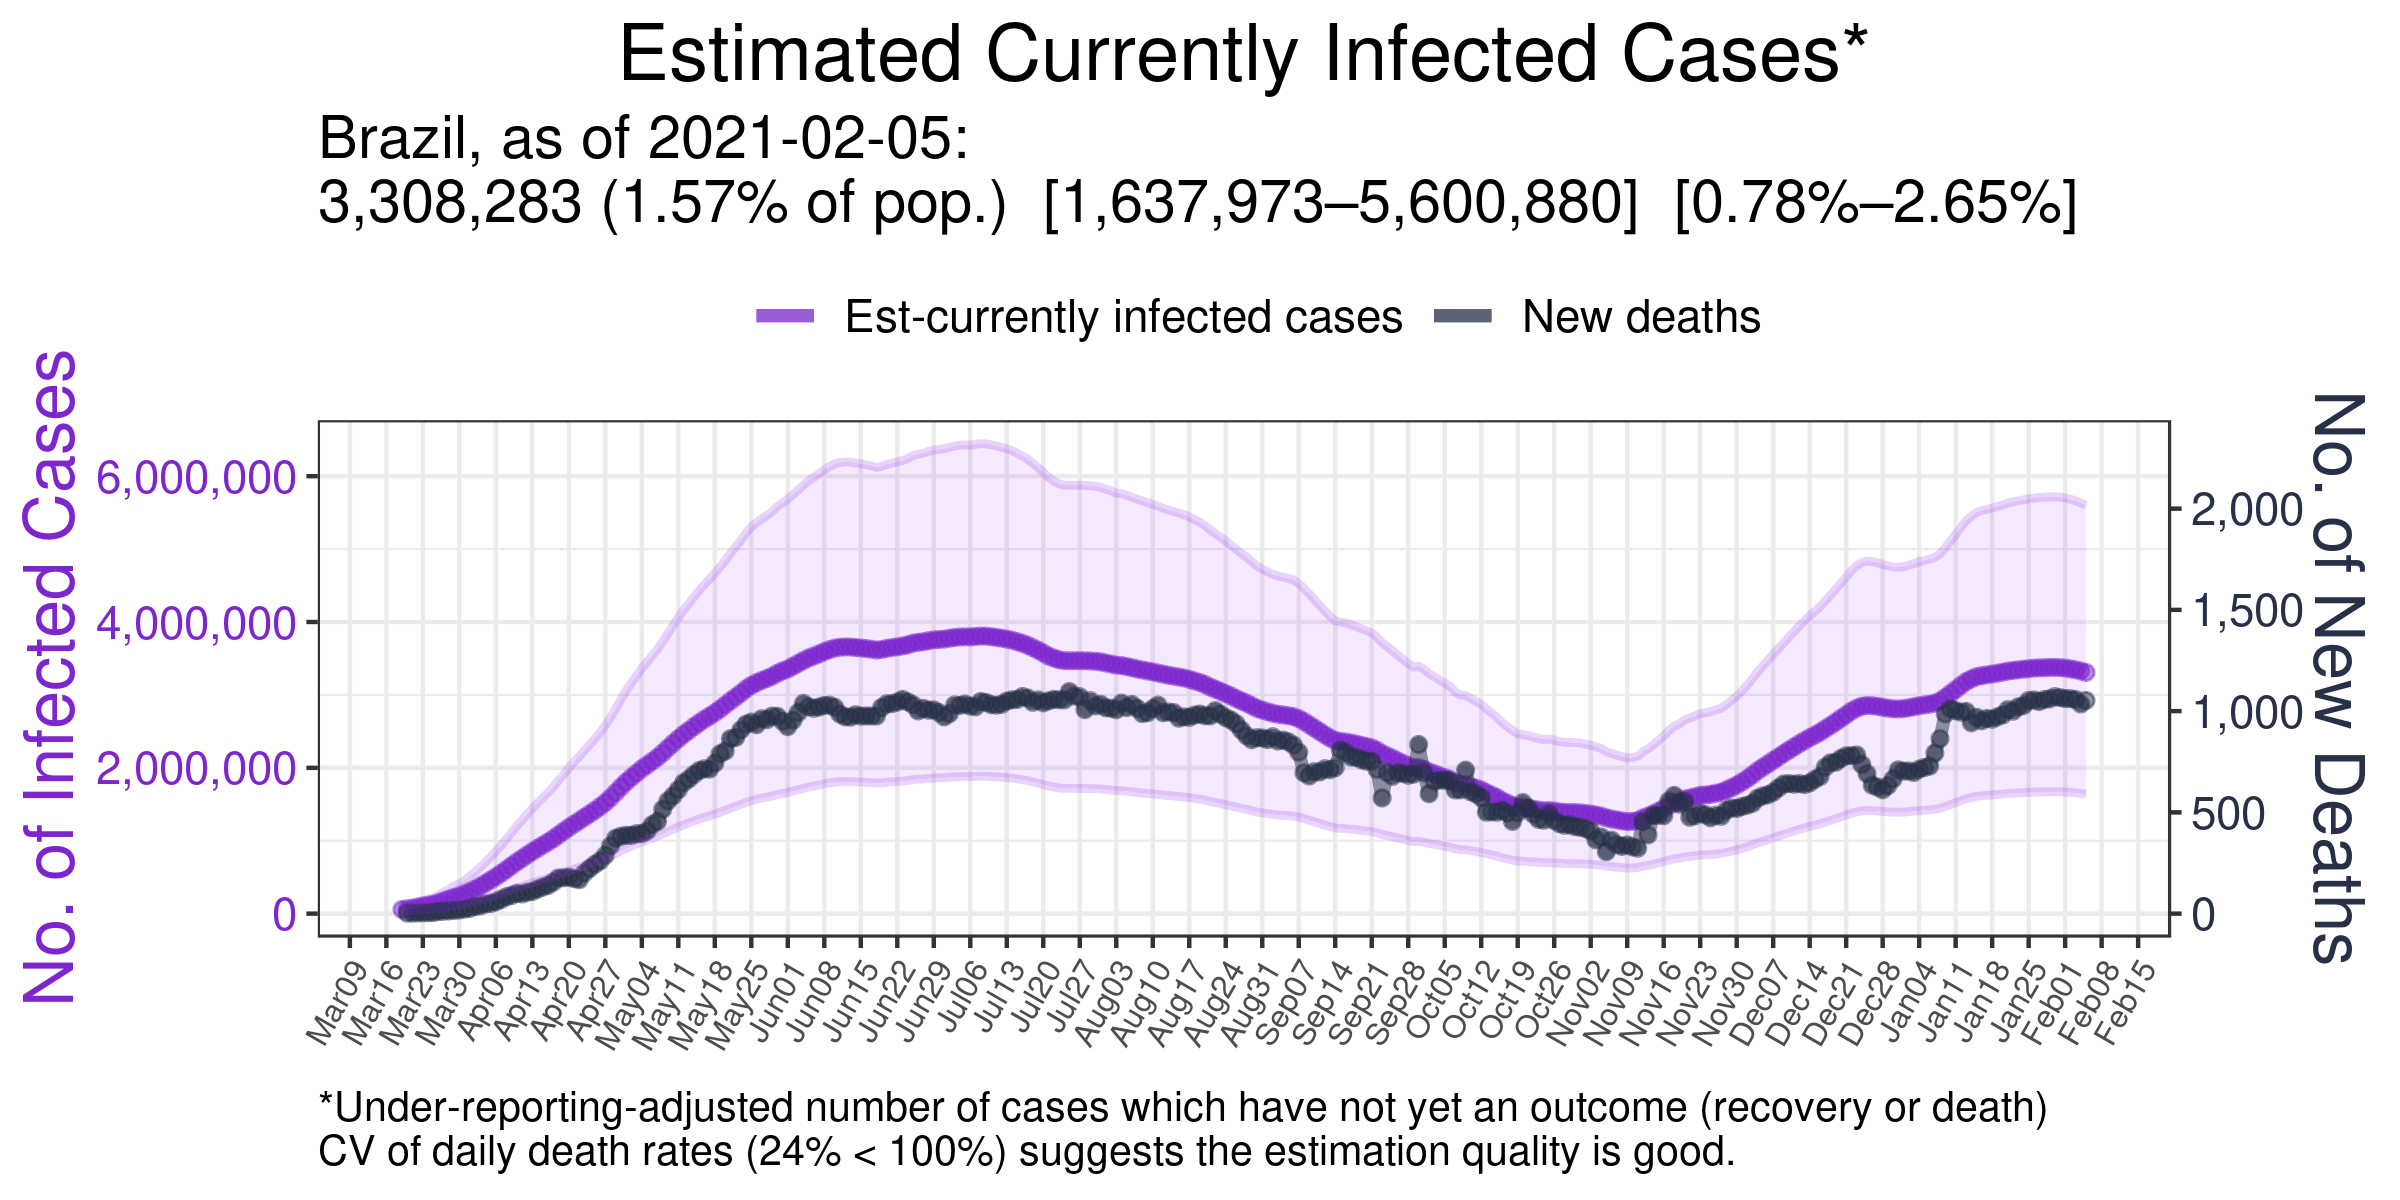 Estimated Currently Infected Cases*
Brazil, as of 2021-02-05:
3,308,283 (1.57% of pop.)  [1,637,973–5,600,880]  [0.78%–2.65%]
Est-currently infected cases
New deaths
No. of Infected Cases
6,000,000
4,000,000
2,000,000
0
2,000
1,500
1,000
500
0
No. of New Deaths
Mar09
Mar16
Mar23
Mar30
Apr06
Apr13
Apr20
Apr27
May04
May11
May18
May25
Jun01
Jun08
Jun15
Jun22
Jun29
Jul06
Jul13
Jul20
Jul27
Aug03
Aug10
Aug17
Aug24
Aug31
Sep07
Sep14
Sep21
Sep28
Oct05
Oct12
Oct19
Oct26
Nov02
Nov09
Nov16
Nov23
Nov30
Dec07
Dec14
Dec21
Dec28
Jan04
Jan11
Jan18
Jan25
Feb01
Feb08
Feb15
*Under-reporting-adjusted number of cases which have not yet an outcome (recovery or death)
CV of daily death rates (24% < 100%) suggests the estimation quality is good.